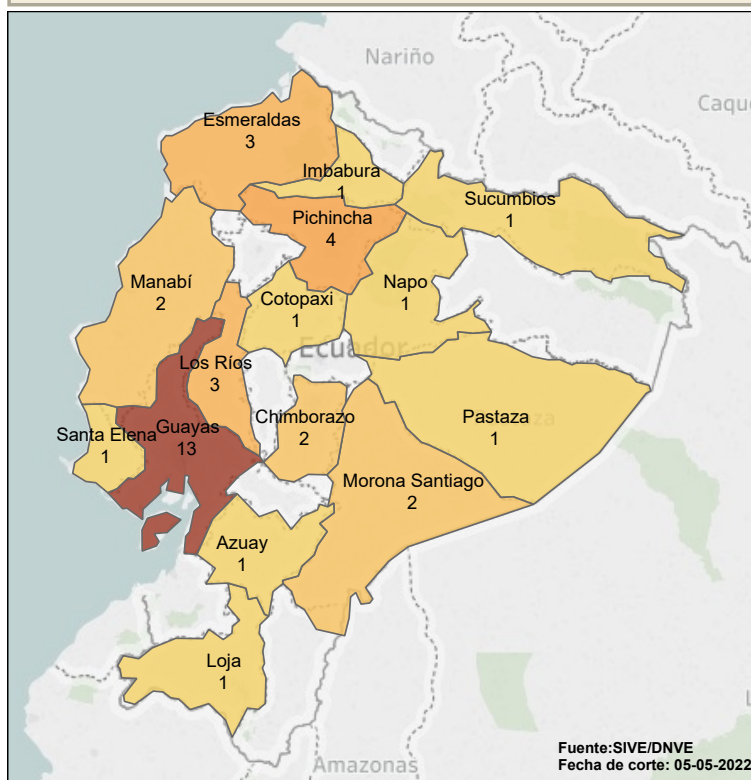 Nariño
Caque
Esmeraldas
3
Imbabura
1
Sucumbios
1
Pichincha
4
Manabí
2
Cotopaxi
1
Napo
1
Ecuador
Los Ríos
3
Chimborazo
2
Pastaza
1
Santa Elena
1
Guayas
13
Morona Santiago
2
Azuay
1
Loja
1
Amazonas
L
Fuente:SIVE/DNVE
Fecha de corte: 05-05-2022